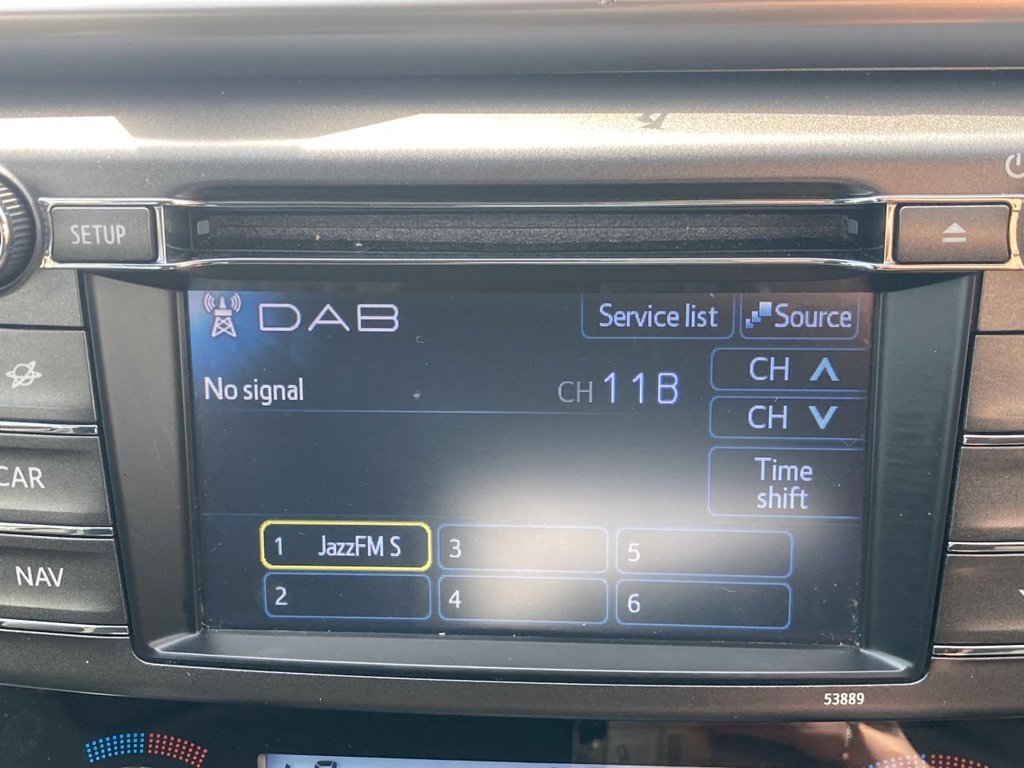 SETUP
DAB
Service list
Source
No signal
CH 11B
CH
CH
CAR
Time
shift
1 JazzFM S
3
5
NAV
2
4
6
53889